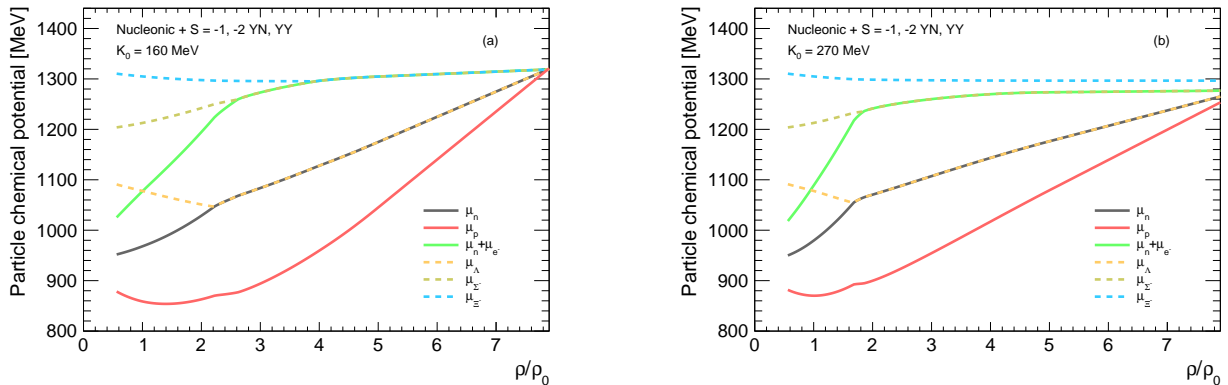 Particle chemical potential [MeV]
1400
1300
1200
1100
1000
900
800
Nucleonic + S = -1, -2 YN, YY
K₀ = 160 MeV
(a)
μₙ
μₚ
μₙ+μₑ-
μ_Λ
μ_Σ-
μ_Ξ-
0 1 2 3 4 5 6 7
ρ/ρ₀
Particle chemical potential [MeV]
1400
1300
1200
1100
1000
900
800
Nucleonic + S = -1, -2 YN, YY
K₀ = 270 MeV
(b)
μₙ
μₚ
μₙ+μₑ-
μ_Λ
μ_Σ-
μ_Ξ-
0 1 2 3 4 5 6 7
ρ/ρ₀